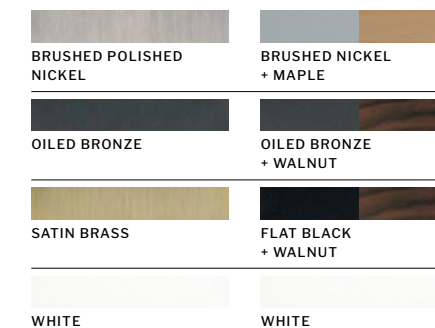 BRUSHED POLISHED
NICKEL
BRUSHED NICKEL
+ MAPLE
OILED BRONZE
OILED BRONZE
+ WALNUT
SATIN BRASS
FLAT BLACK
+ WALNUT
WHITE
WHITE